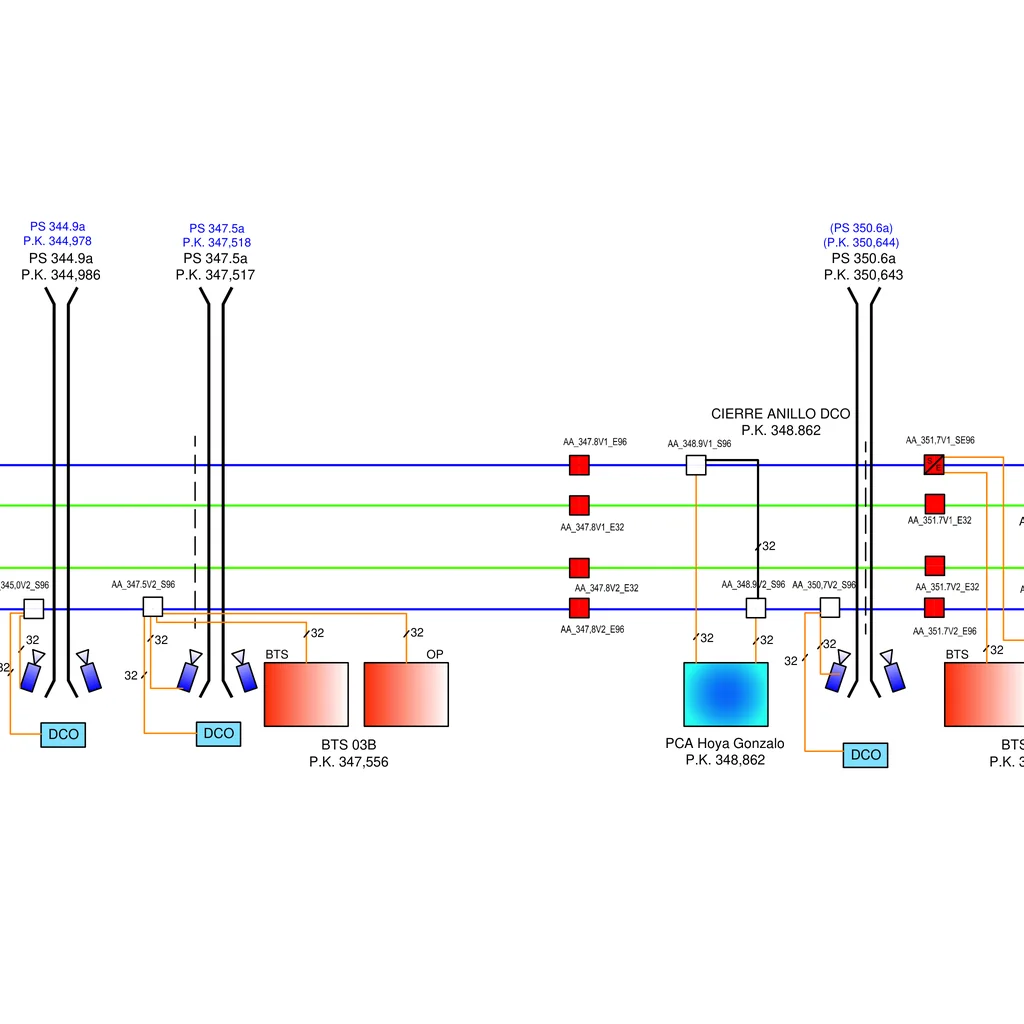 PS 344.9a
P.K. 344,978
PS 344.9a
P.K. 344,986
PS 347.5a
P.K. 347,518
PS 347.5a
P.K. 347,517
(PS 350.6a)
(P.K. 350,644)
PS 350.6a
P.K. 350,643
CIERRE ANILLO DCO
P.K. 348.862
AA_347.8V1_E96
AA_348.9V1_S96
AA_351,7V1_SE96
AA_347.8V1_E32
AA_351.7V1_E32
32
345,0V2_S96
AA_347.5V2_S96
AA_347.8V2_E32
AA_348.9V2_S96
AA_350,7V2_S96
AA_351.7V2_E32
AA_347,8V2_E96
AA_351.7V2_E96
32
32
32
32
32
32
32
32
32
32
32
BTS
OP
BTS
DCO
DCO
DCO
BTS 03B
P.K. 347,556
PCA Hoya Gonzalo
P.K. 348,862
BTS
P.K. 3